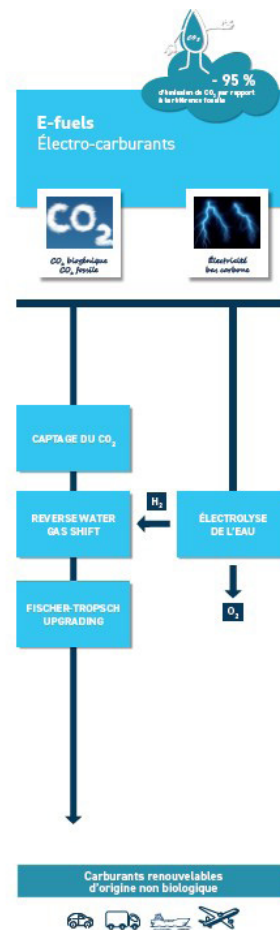 CO₂
- 95 %
d'émission de CO₂ par rapport
à la référence fossile
E-fuels
Électro-carburants
CO₂
CO₂ biogénique
CO₂ fossile
Électricité
bas carbone
CAPTAGE DU CO₂
REVERSE WATER
GAS SHIFT
H₂
ÉLECTROLYSE
DE L'EAU
FISCHER-TROPSCH
UPGRADING
O₂
Carburants renouvelables
d'origine non biologique